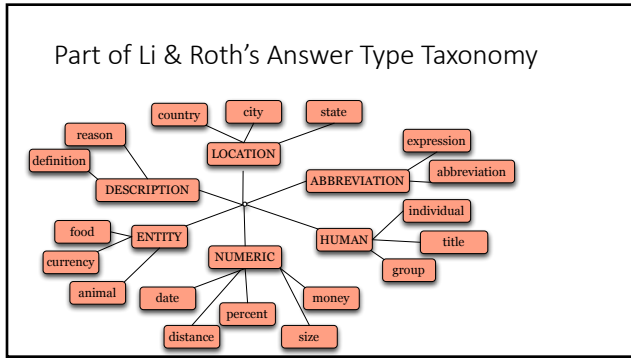 Part of Li & Roth's Answer Type Taxonomy
country
city
state
reason
definition
LOCATION
expression
abbreviation
DESCRIPTION
ABBREVIATION
individual
food
ENTITY
HUMAN
title
currency
NUMERIC
group
animal
date
money
percent
distance
size